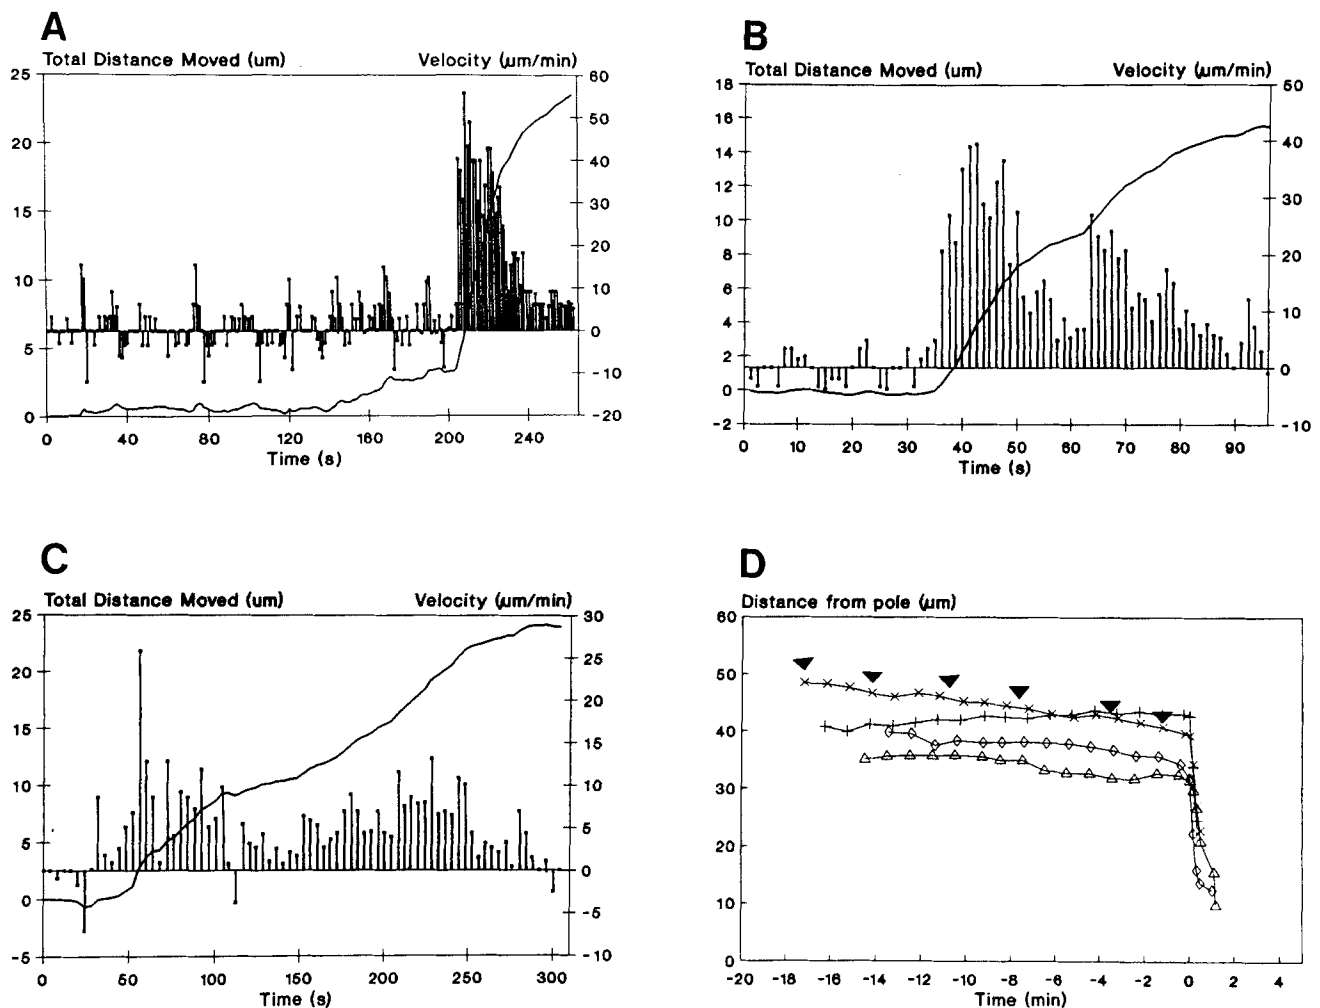 A
Total Distance Moved (um) Velocity (µm/min)
25 60
50
20 40
15 30
20
10 10
0
5 -10
0 -20
0 40 80 120 160 200 240
Time (s)
B
Total Distance Moved (um) Velocity (µm/min)
18 50
16
14 40
12 30
10
8 20
6
4 10
2 0
0
-2 -10
0 10 20 30 40 50 60 70 80 90
Time (s)
C
Total Distance Moved (um) Velocity (µm/min)
25 30
20 25
20
15 15
10 10
5 5
0
0 -5
-5 -10
0 50 100 150 200 250 300
Time (s)
D
Distance from pole (µm)
60
50
40
30
20
10
0
-20 -18 -16 -14 -12 -10 -8 -6 -4 -2 0 2 4
Time (min)